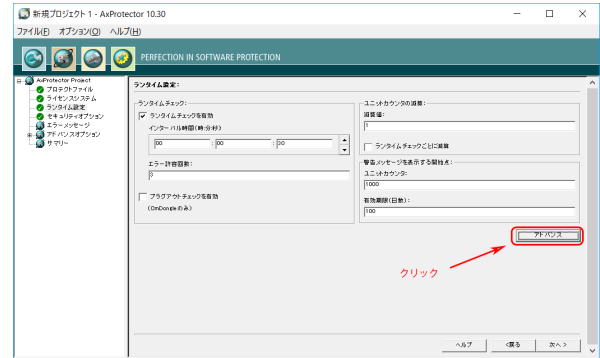 新規プロジェクト 1 - AxProtector 10.30
ファイル(F) オプション(O) ヘルプ(H)
PERFECTION IN SOFTWARE PROTECTION
AxProtector Project
プロテクトファイル
ライセンスシステム
ランタイム設定
セキュリティオプション
エラーメッセージ
アドバンスオプション
サマリー
ランタイム設定:
ランタイムチェック:
ランタイムチェックを有効
インターバル時間(時:分:秒)
00 : 00 : 30
エラー許容回数:
3
プラグアウトチェックを有効
(CmDongleのみ)
ユニットカウンタの減算:
減算値:
1
ランタイムチェックごとに減算
警告メッセージを表示する開始点:
ユニットカウンタ:
1000
有効期限(日数):
100
アドバンス
クリック
ヘルプ
<戻る
次へ >